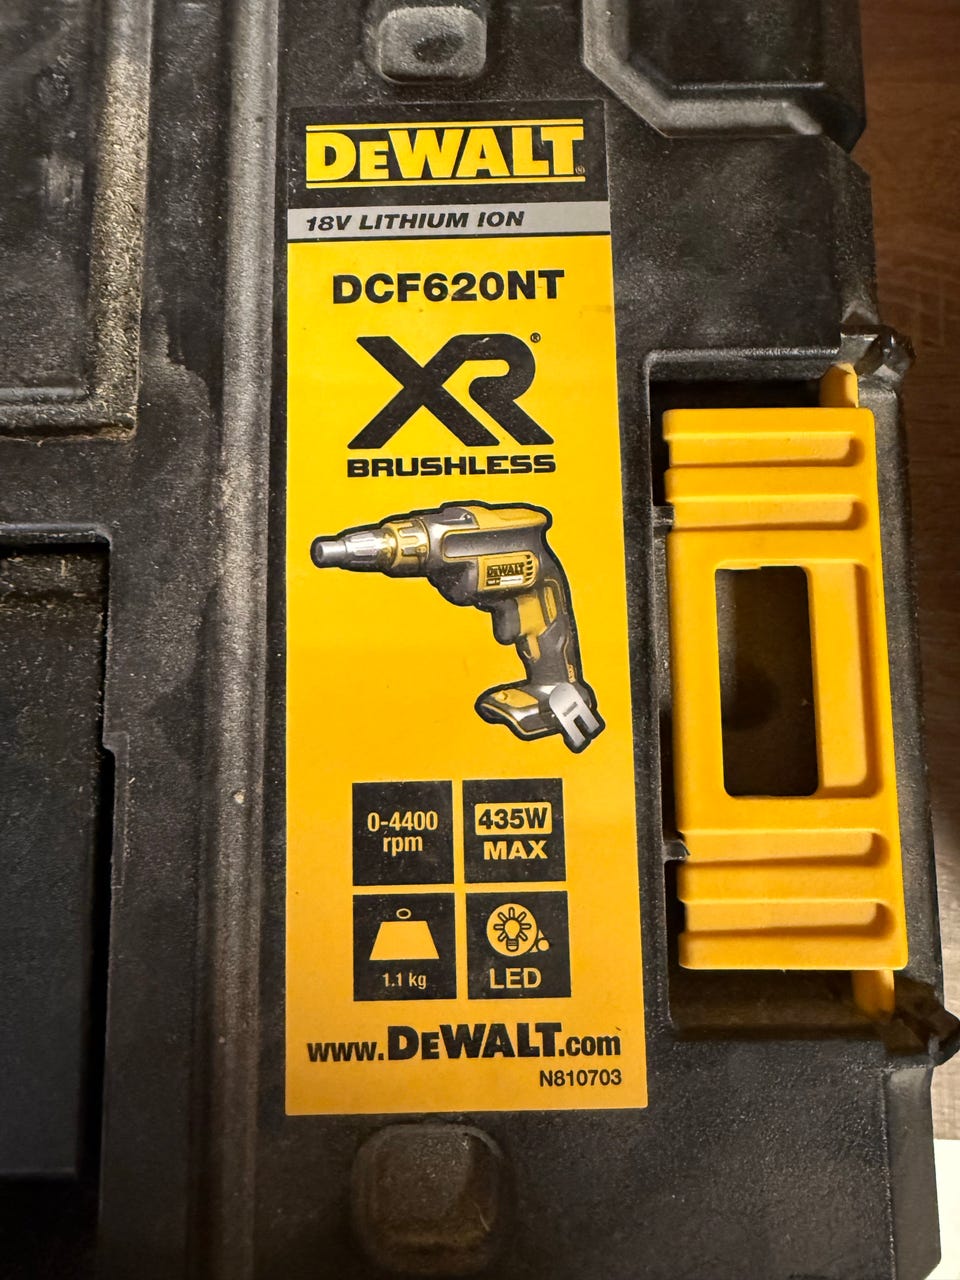 DEWALT
18V LITHIUM ION
DCF620NT
XR®
BRUSHLESS
DEWALT
0-4400
rpm
435W
MAX
1.1 kg
LED
www.DEWALT.com
N810703